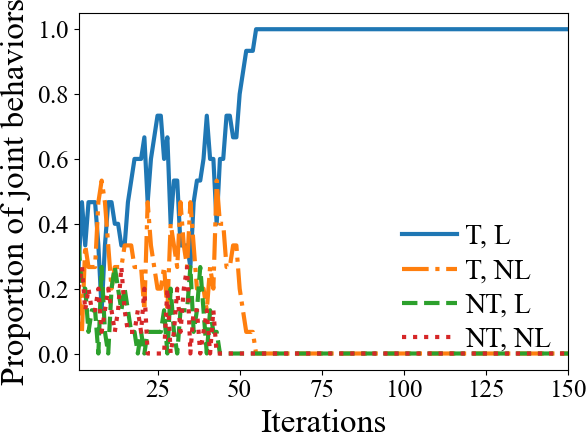 Proportion of joint behaviors
1.0
0.8
0.6
0.4
0.2
0.0
T, L
T, NL
NT, L
NT, NL
25 50 75 100 125 150
Iterations